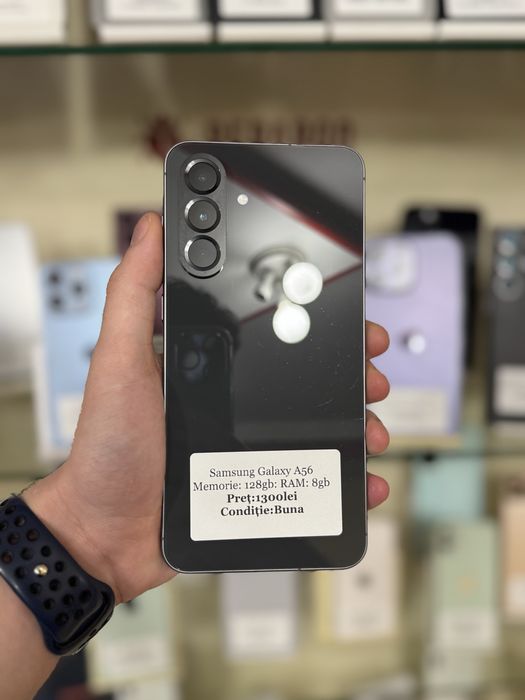 Samsung Galaxy A56
Memorie: 128gb: RAM: 8gb
Preț:1300lei
Condiție:Buna